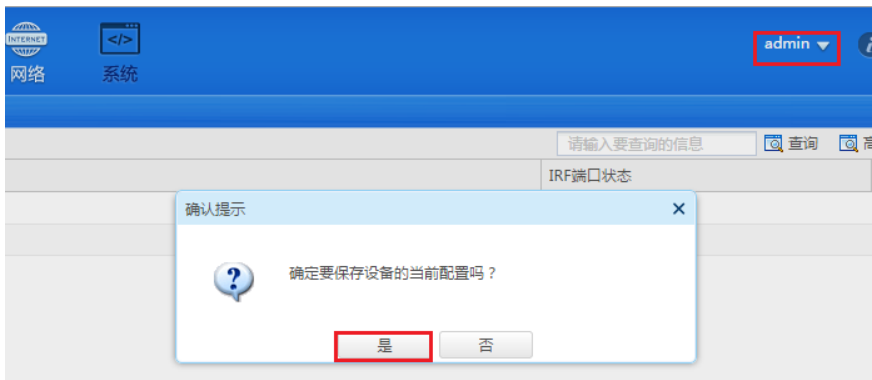 INTERNET
</>
网络
系统
admin
请输入要查询的信息
查询
IRF端口状态
确认提示
确定要保存设备的当前配置吗？
是
否